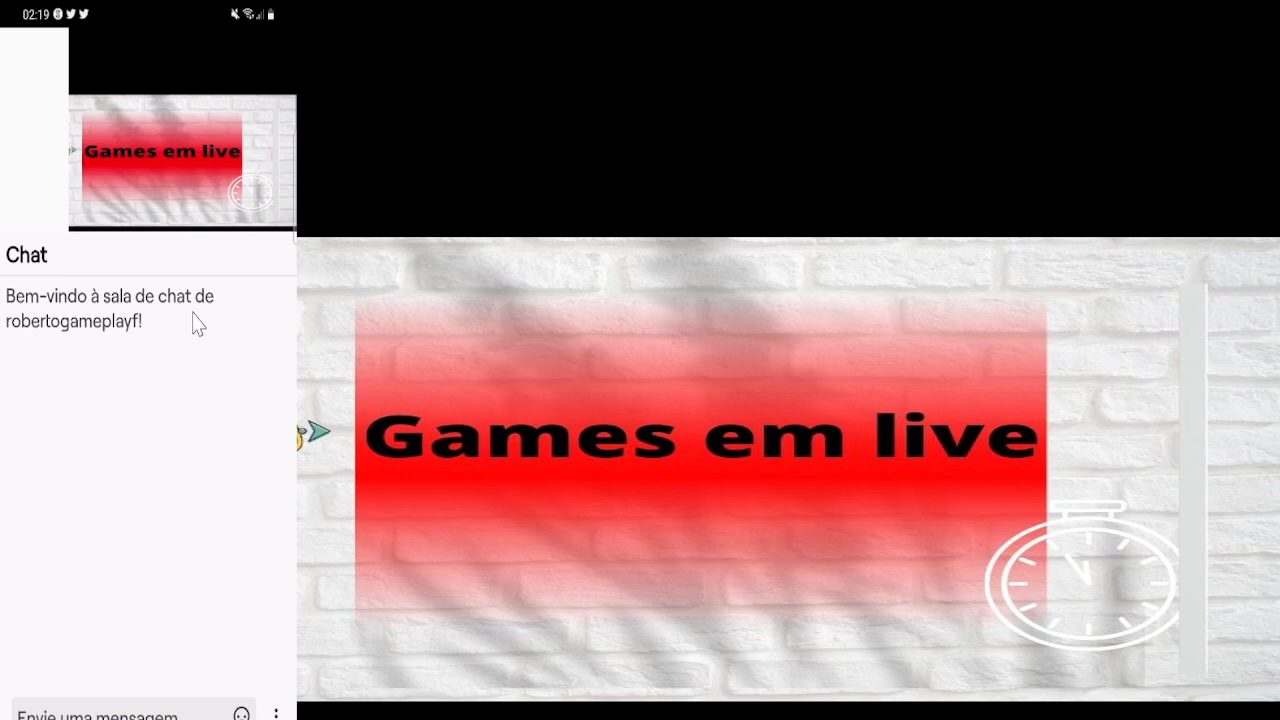 02:19
Games em live
Chat
Bem-vindo à sala de chat de
robertogameplayf!
Envie uma mensagem
Games em live